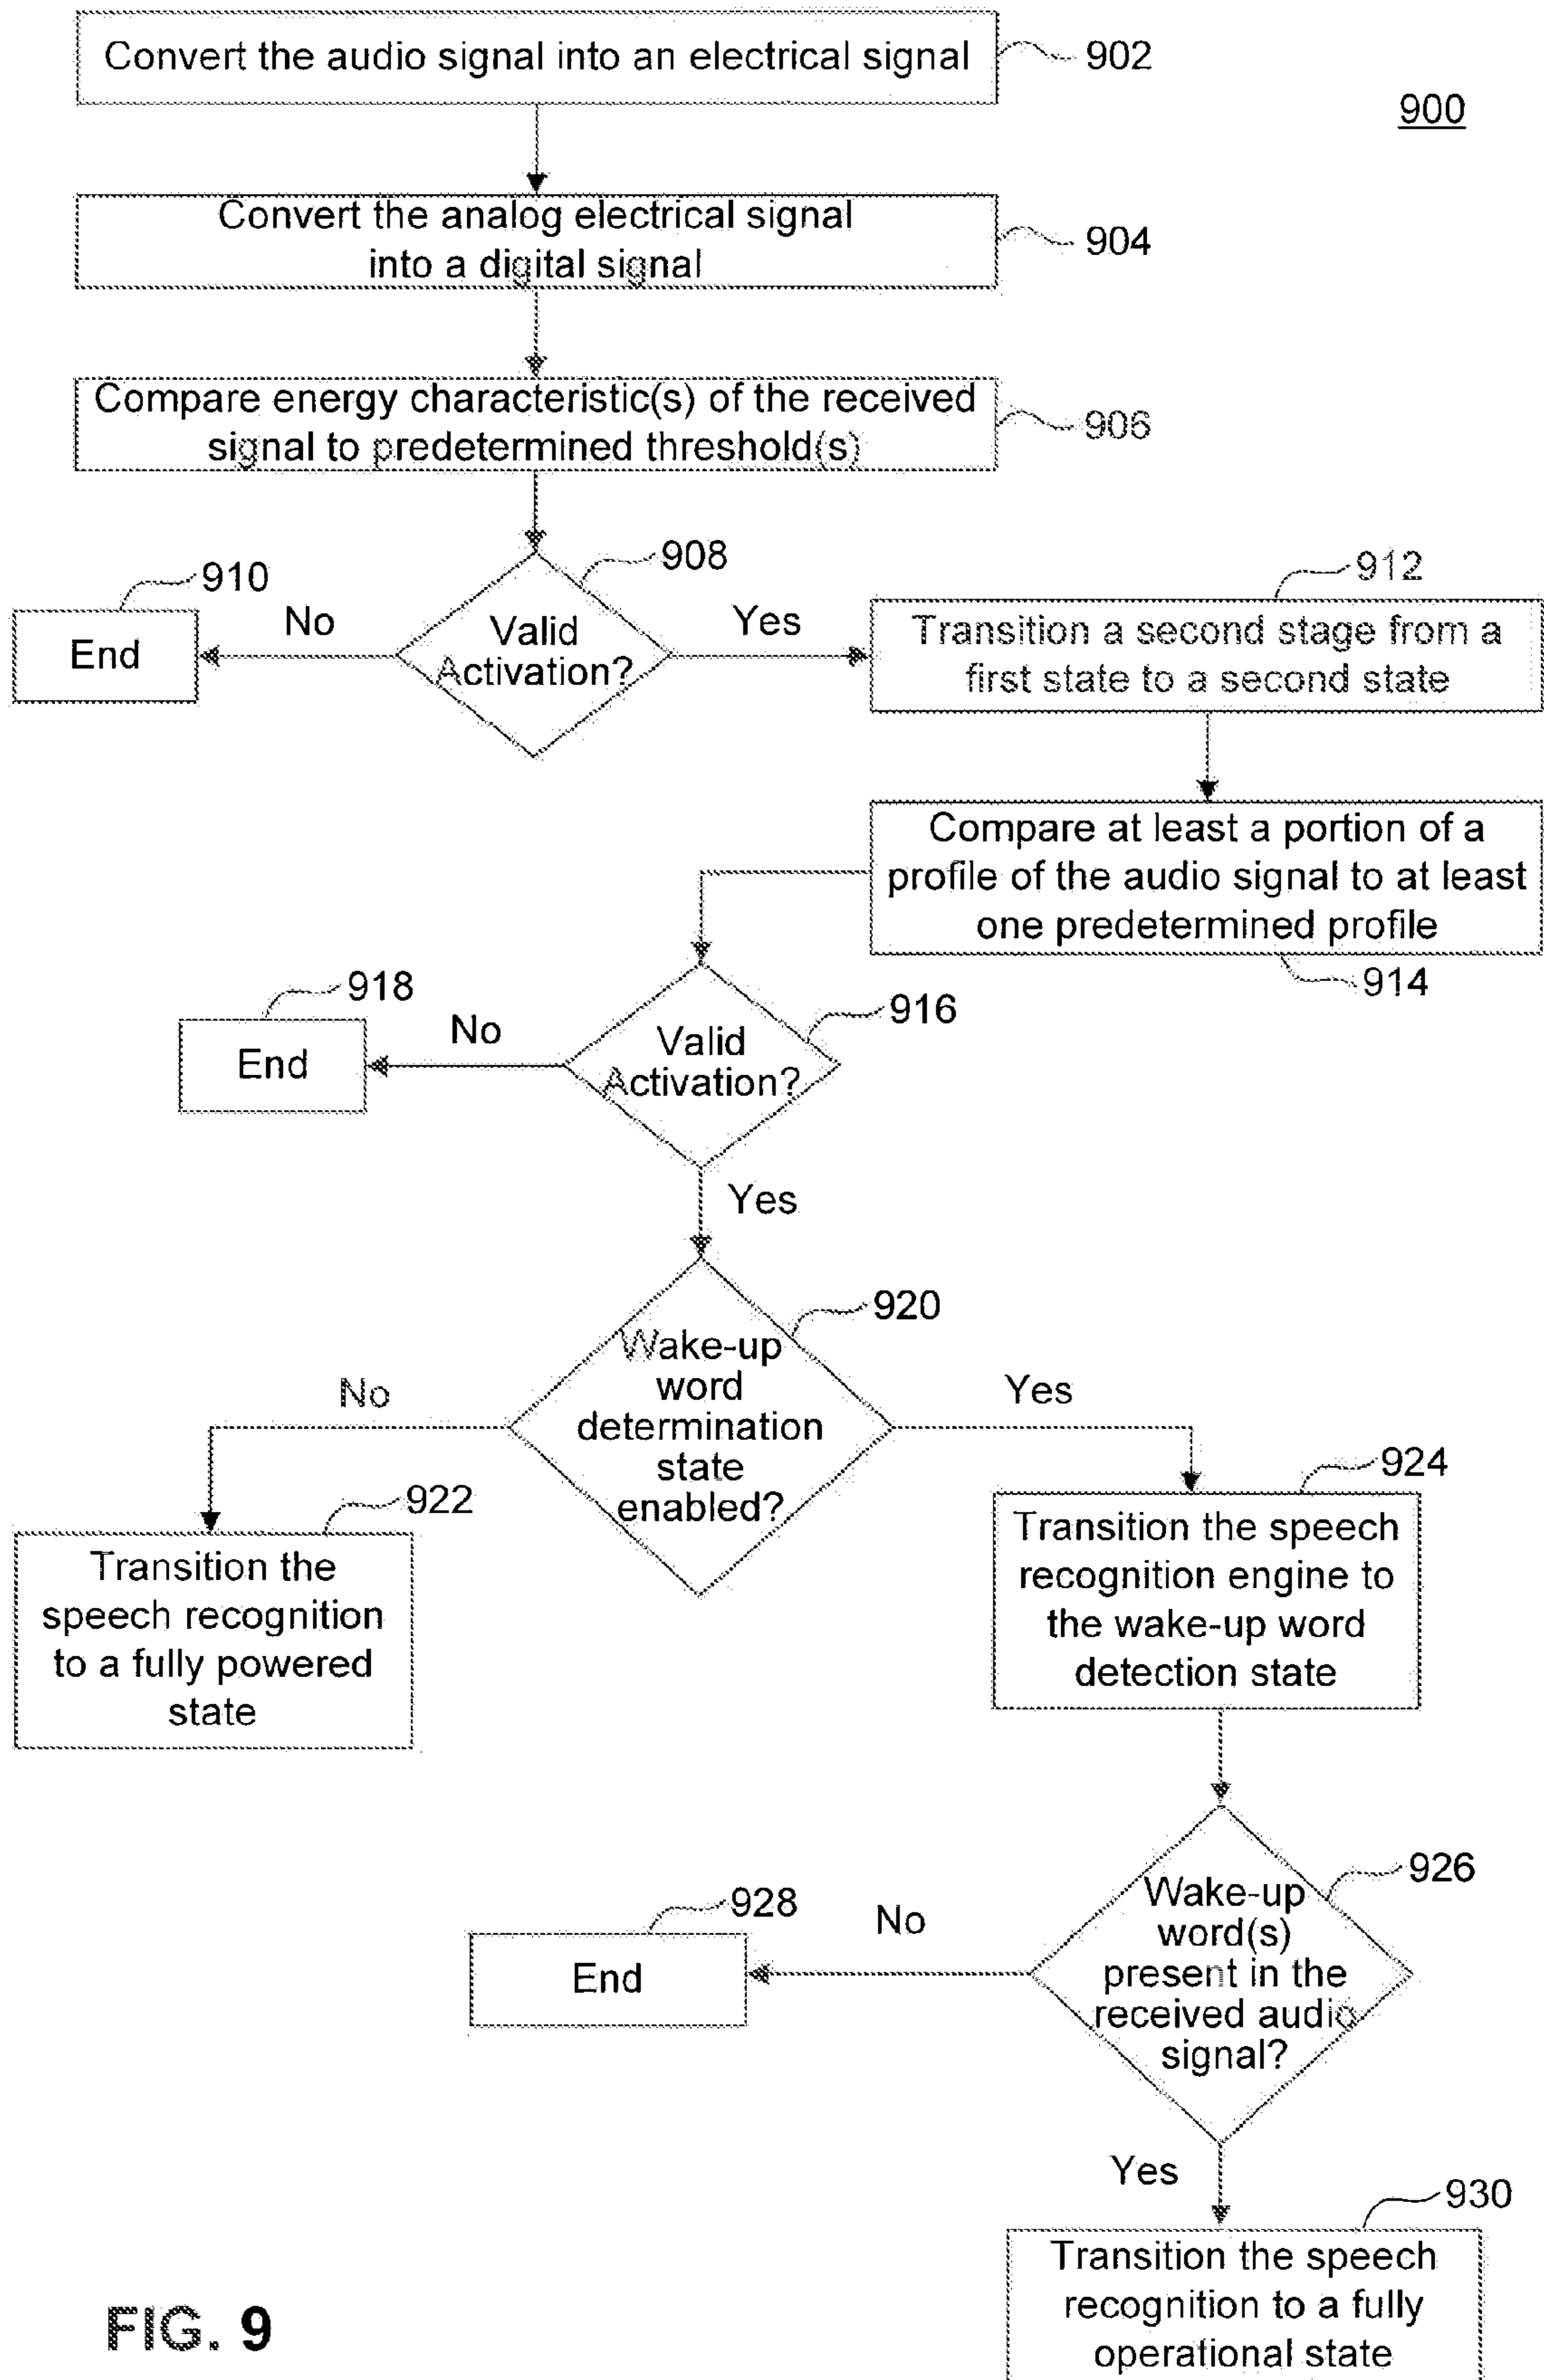 Convert the audio signal into an electrical signal
902
900
Convert the analog electrical signal
into a digital signal
904
Compare energy characteristic(s) of the received
signal to predetermined threshold(s)
906
908
Valid
Activation?
No
910
End
Yes
912
Transition a second stage from a
first state to a second state
Compare at least a portion of a
profile of the audio signal to at least
one predetermined profile
914
916
Valid
Activation?
No
918
End
Yes
920
Wake-up
word
determination
state
enabled?
No
922
Transition the
speech recognition
to a fully powered
state
Yes
924
Transition the speech
recognition engine to
the wake-up word
detection state
926
Wake-up
word(s)
present in the
received audio
signal?
No
928
End
Yes
930
Transition the speech
recognition to a fully
operational state
FIG. 9